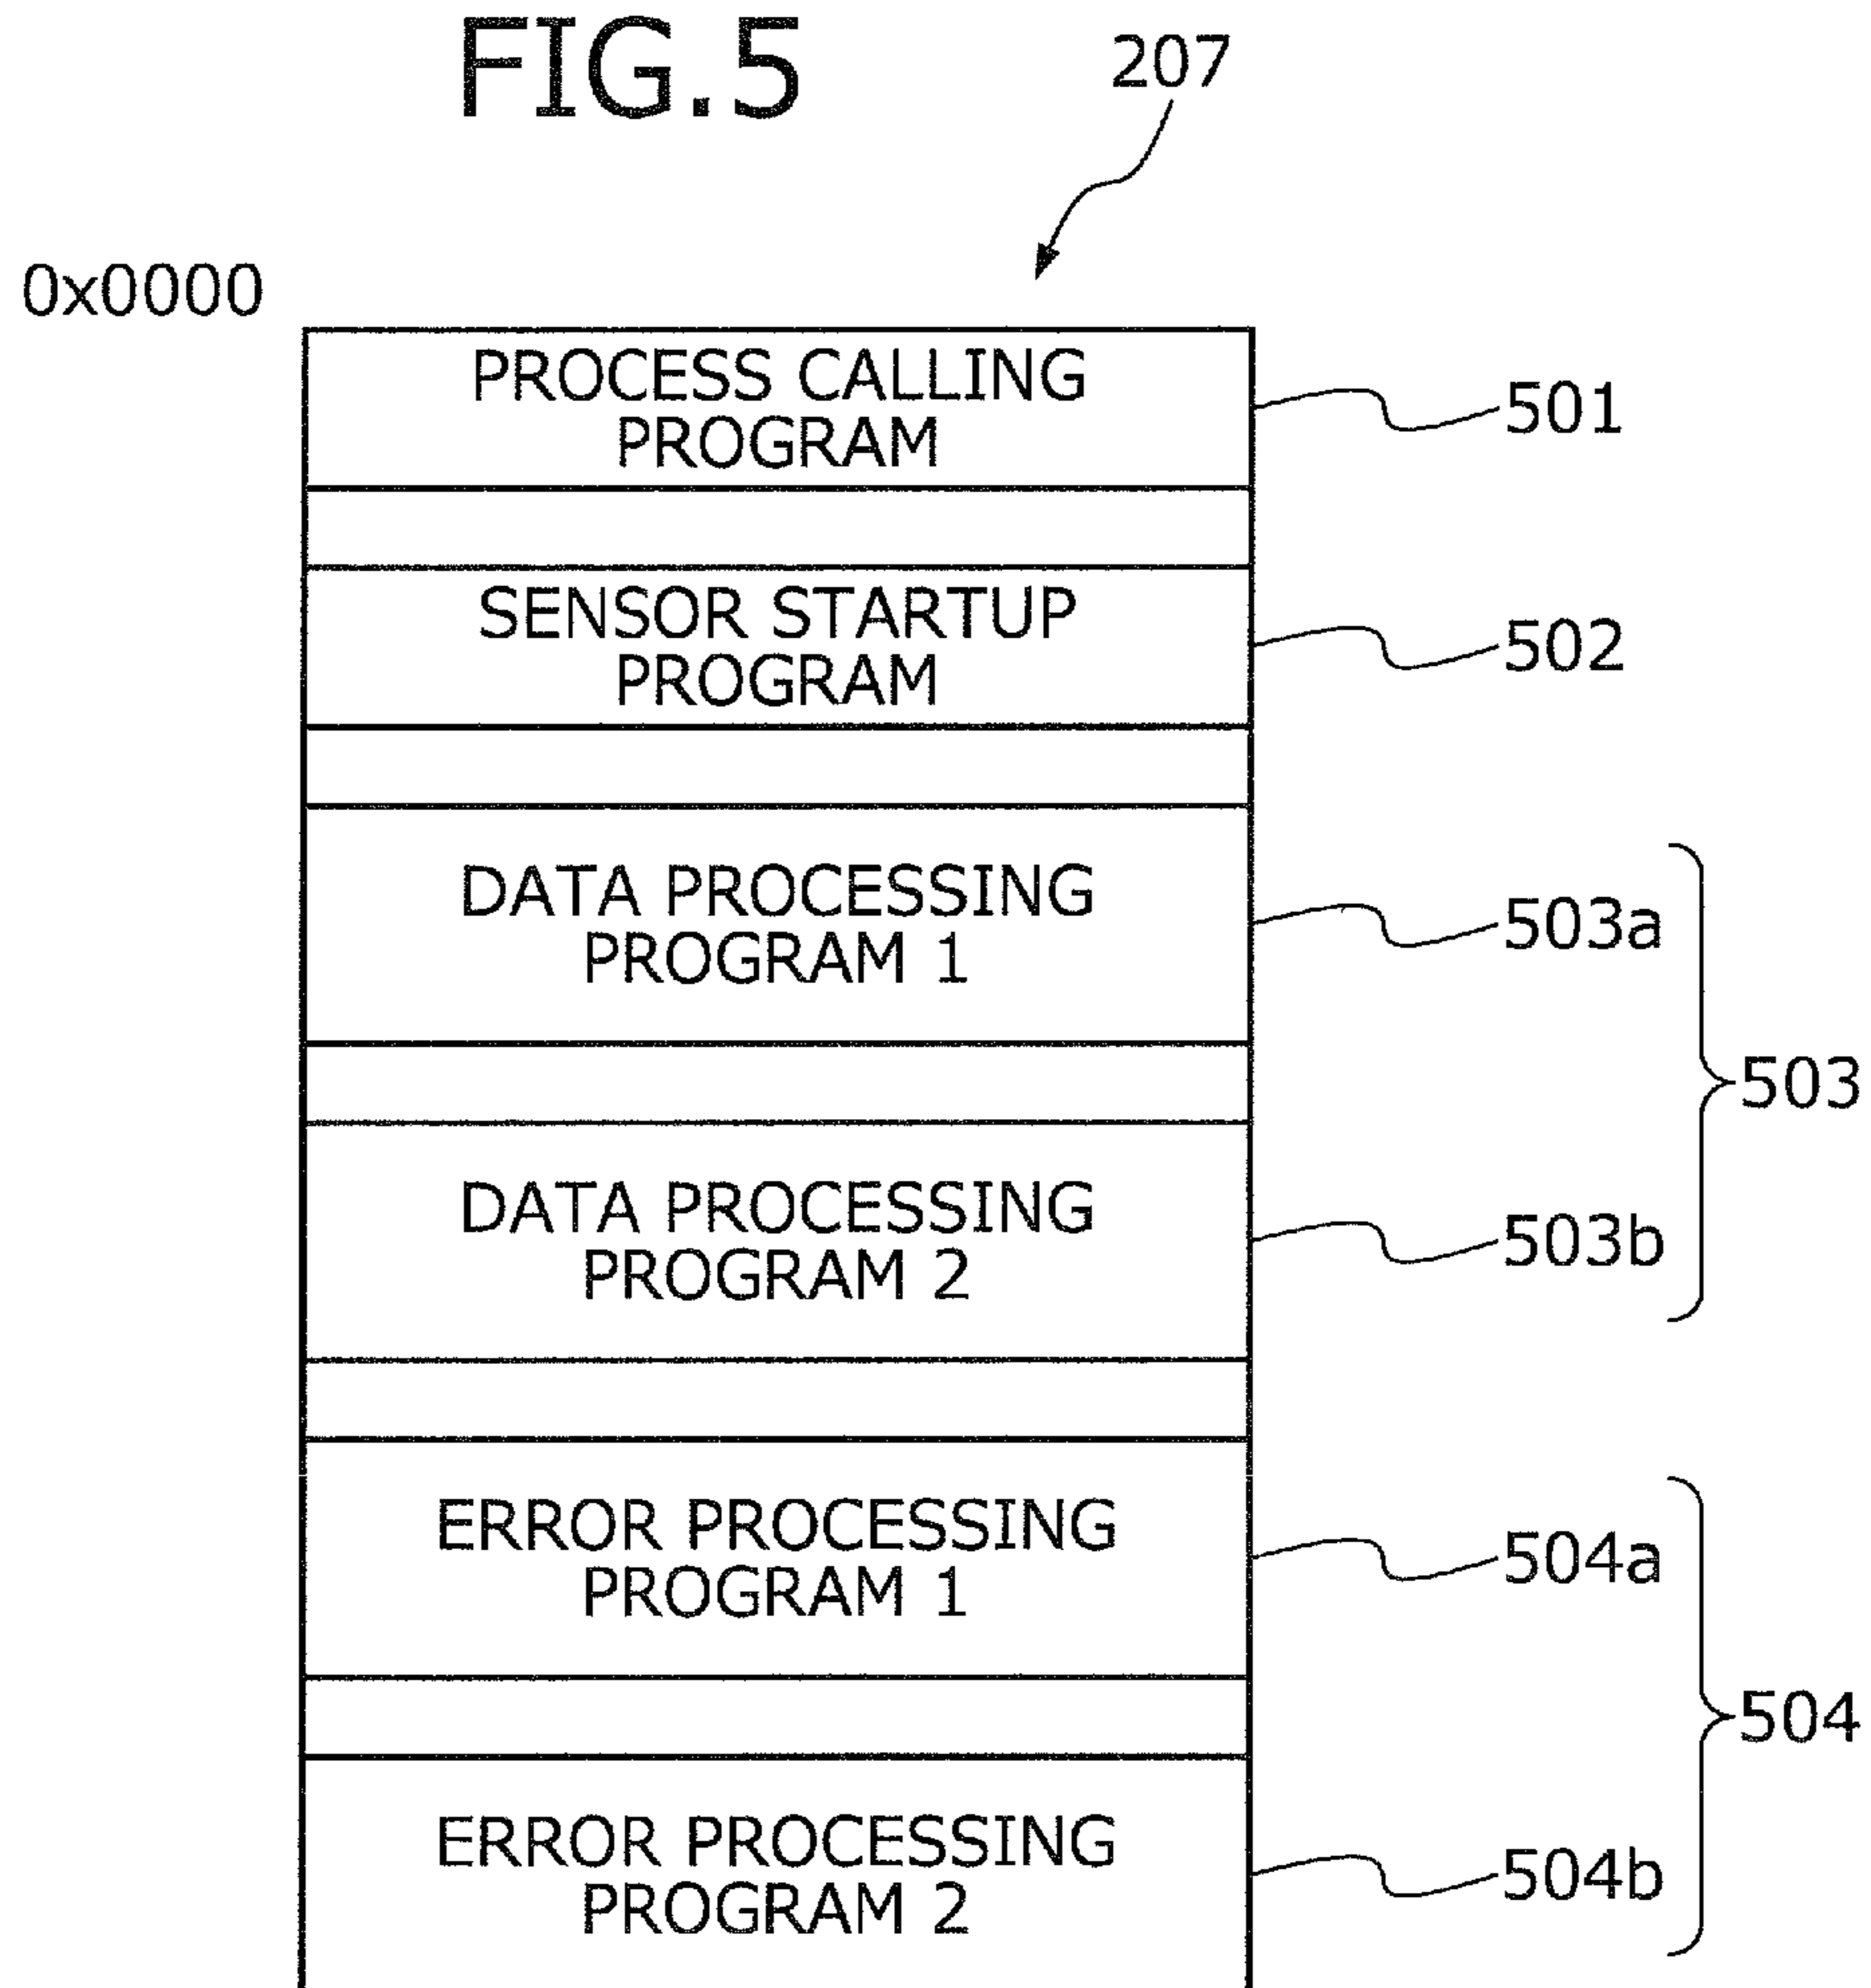 FIG.5
207
0x0000
PROCESS CALLING
PROGRAM
501
SENSOR STARTUP
PROGRAM
502
DATA PROCESSING
PROGRAM 1
503a
503
DATA PROCESSING
PROGRAM 2
503b
ERROR PROCESSING
PROGRAM 1
504a
504
ERROR PROCESSING
PROGRAM 2
504b